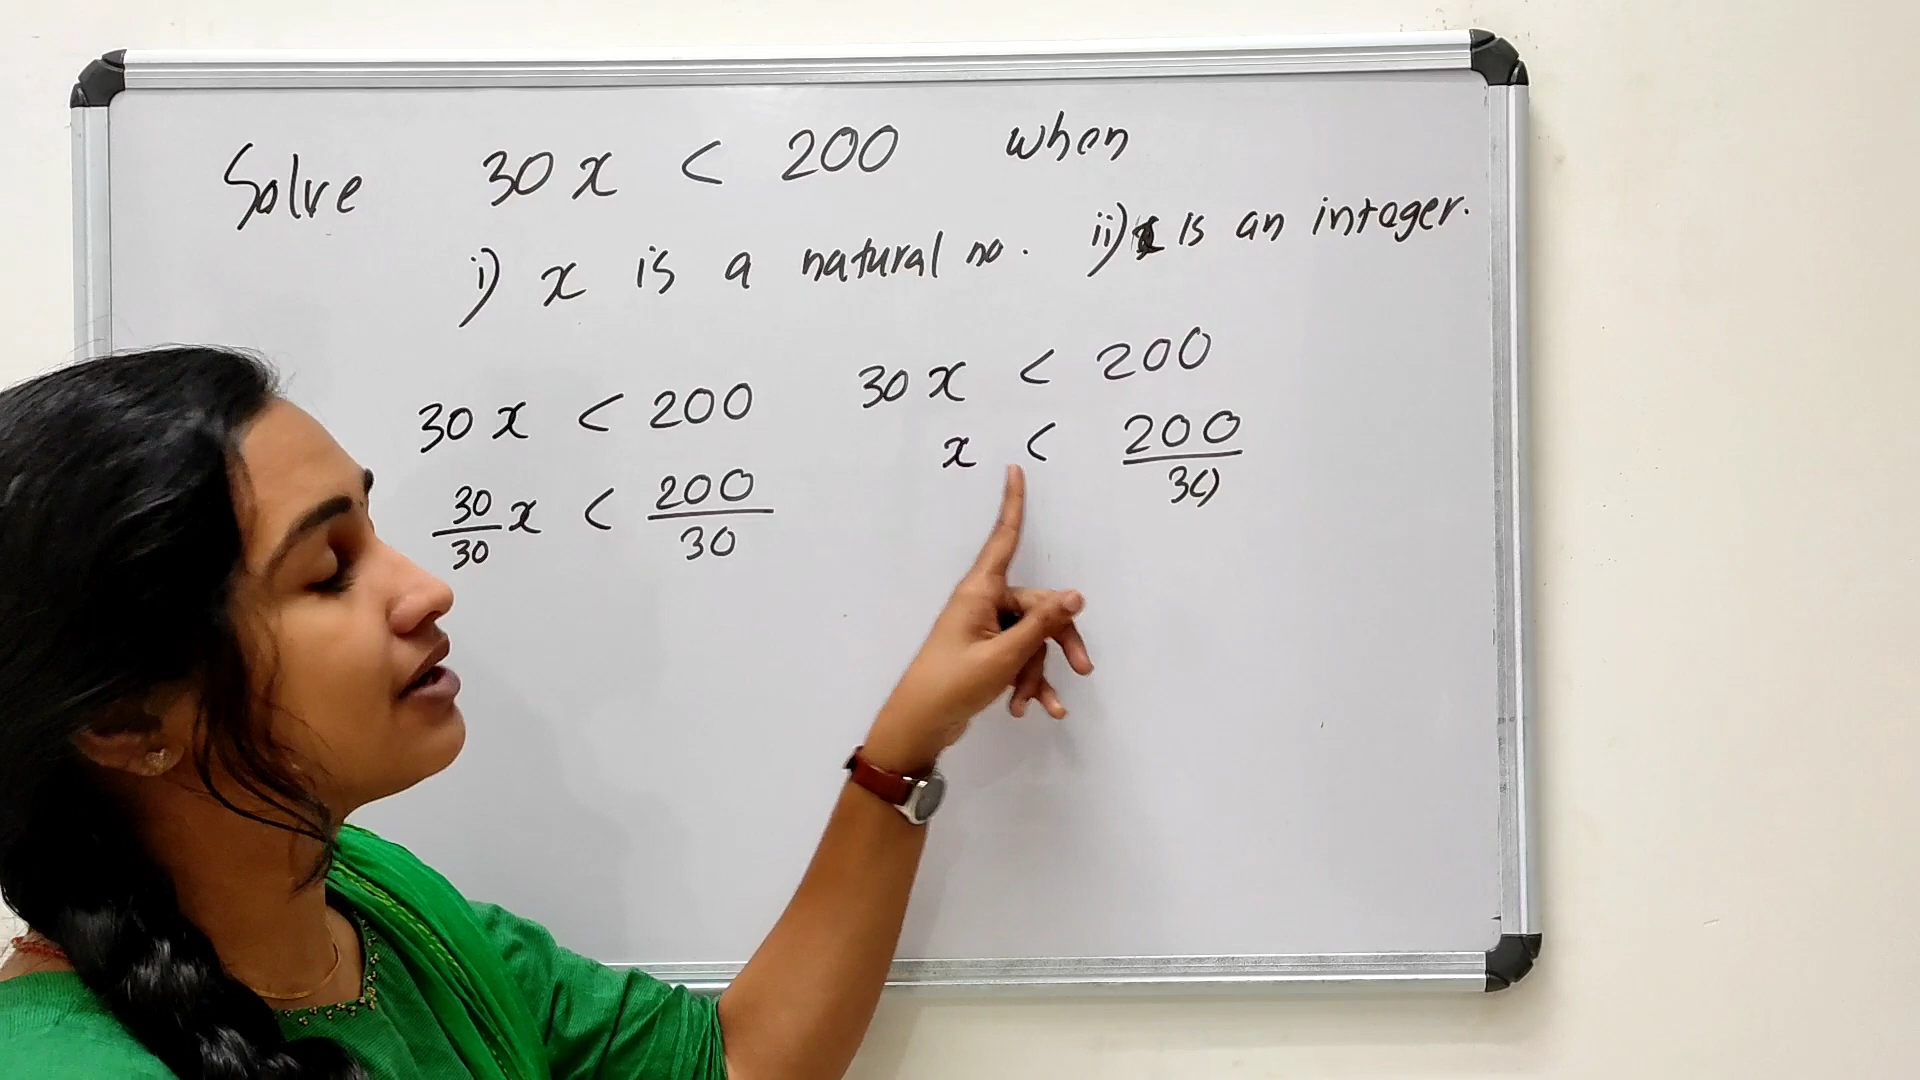 Solve 30x < 200 when
i) x is a natural no. ii) x is an integer.
30x < 200
30/30 x < 200/30
30x < 200
x < 200/30